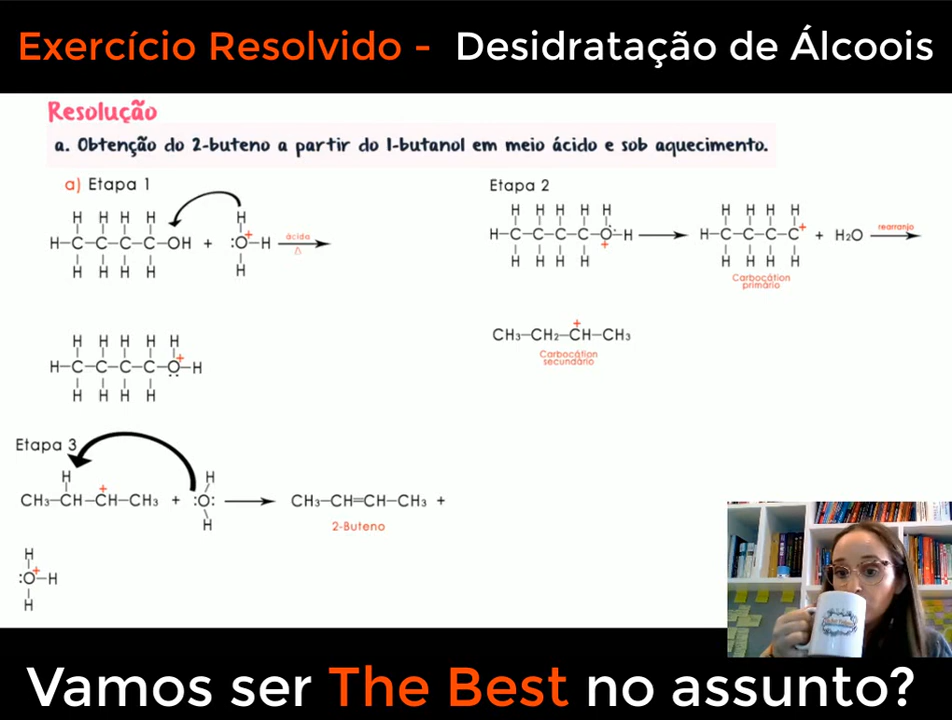 Exercício Resolvido - Desidratação de Álcoois
Resolução
a. Obtenção do 2-buteno a partir do 1-butanol em meio ácido e sob aquecimento.
a) Etapa 1
H H H H H
H–C–C–C–C–OH + :O–H
+
ácido
Δ
H H H H H
H H H H H
+
H–C–C–C–C–O–H
H H H H
Etapa 2
H H H H H
H–C–C–C–C–O–H
+
H H H H
H H H H
H–C–C–C–C+ + H₂O
rearranjo
H H H H
Carbocátion
primário
+
CH₃–CH₂–CH–CH₃
Carbocátion
secundário
Etapa 3
H + H
CH₃–CH–CH–CH₃ + :O: CH₃–CH=CH–CH₃ +
H
2-Buteno
H
+
:O–H
H
Vamos ser The Best no assunto?